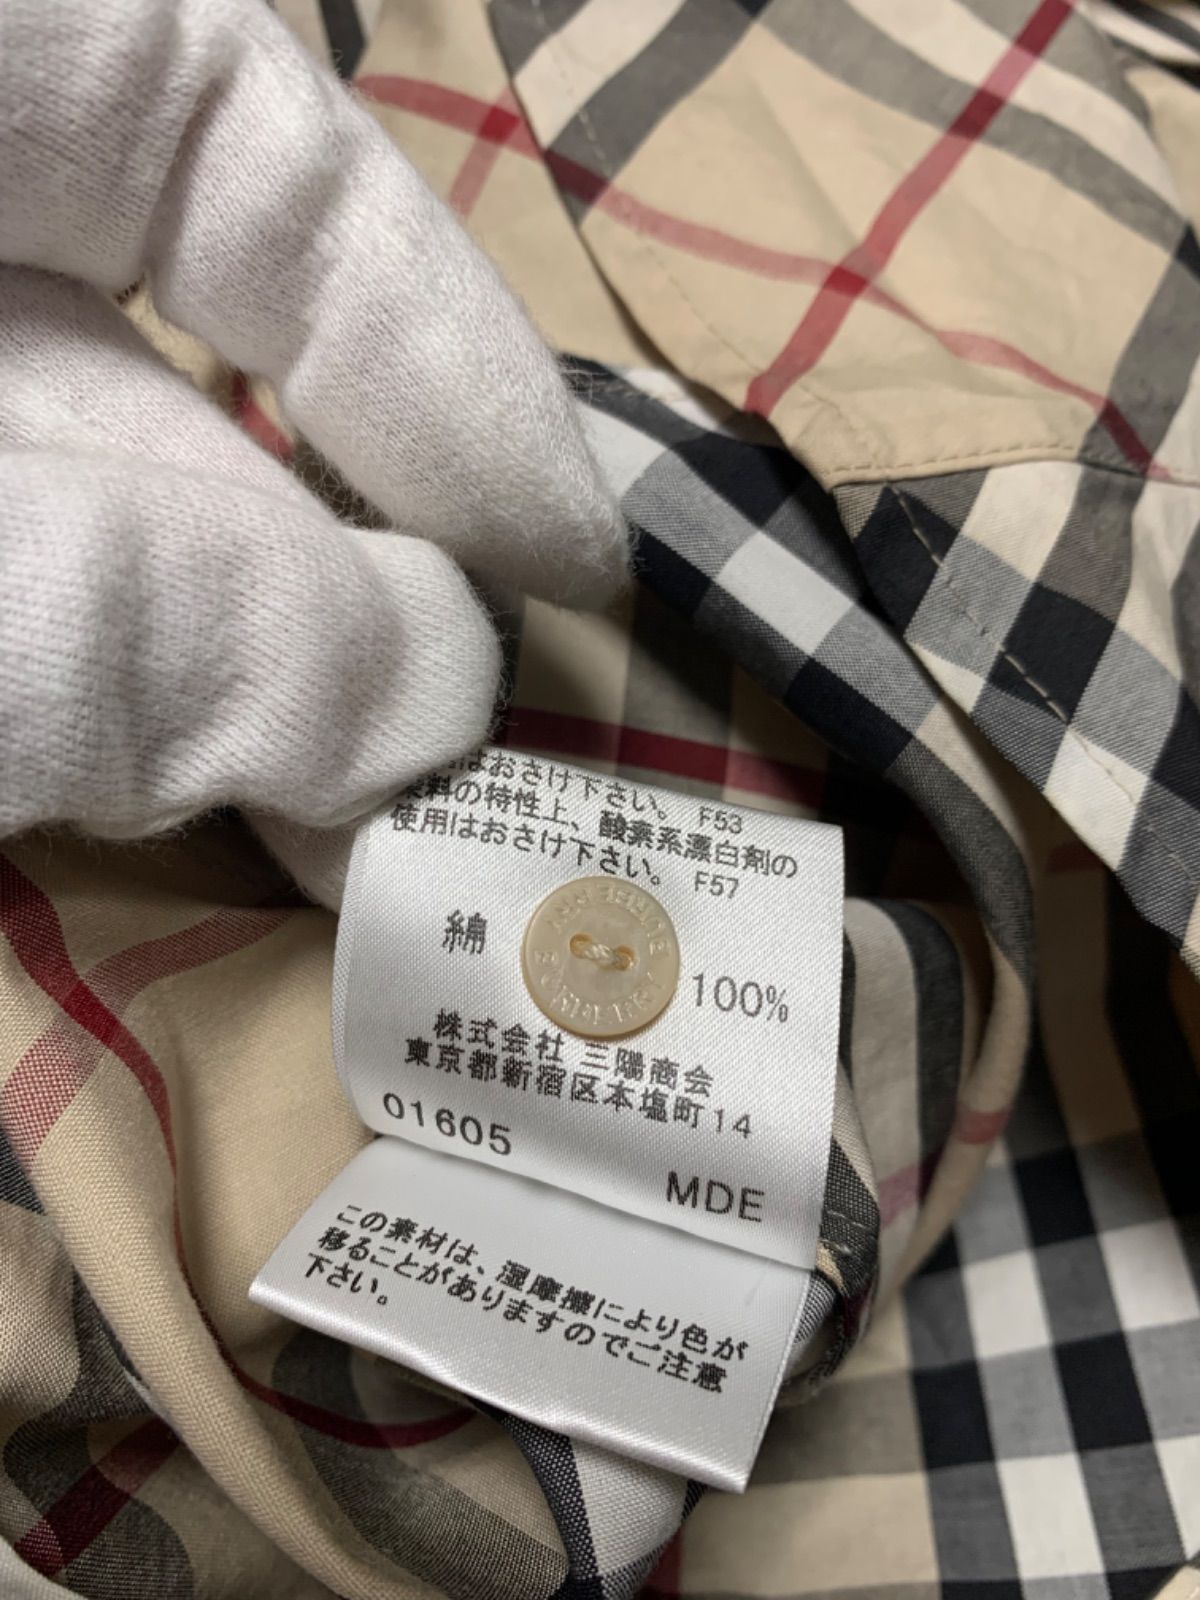 はおさけ下さい。 F53
料の特性上、酸素系漂白剤の
使用はおさけ下さい。 F57
綿 100%
BURBERRY
BURBERRY
株式会社 三陽商会
東京都新宿区本塩町14
01605 MDE
この素材は、湿摩擦により色が
移ることがありますのでご注意
下さい。